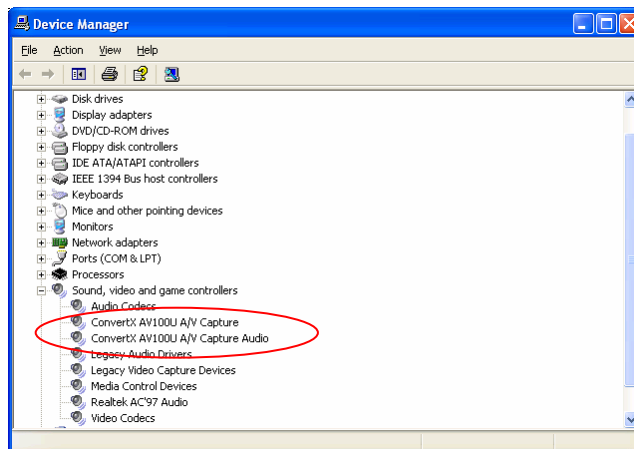 Device Manager
File Action View Help
Disk drives
Display adapters
DVD/CD-ROM drives
Floppy disk controllers
IDE ATA/ATAPI controllers
IEEE 1394 Bus host controllers
Keyboards
Mice and other pointing devices
Monitors
Network adapters
Ports (COM & LPT)
Processors
Sound, video and game controllers
Audio Codecs
ConvertX AV100U A/V Capture
ConvertX AV100U A/V Capture Audio
Legacy Audio Drivers
Legacy Video Capture Devices
Media Control Devices
Realtek AC'97 Audio
Video Codecs